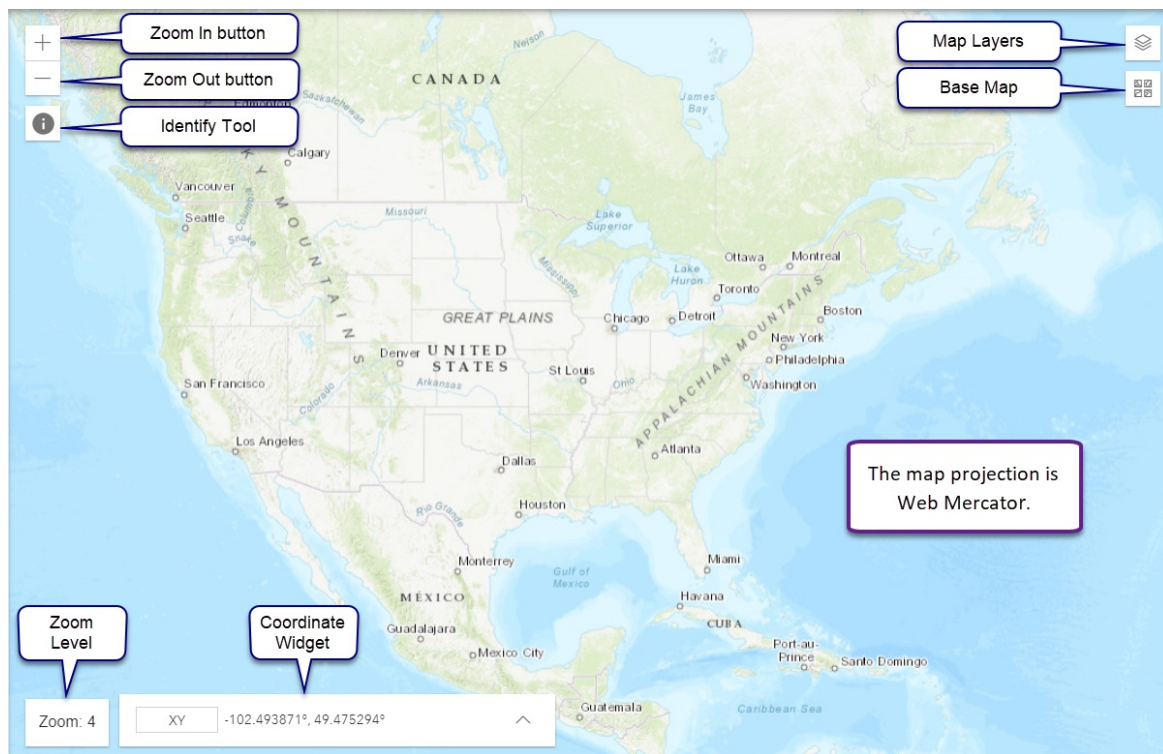 Zoom In button
Zoom Out button
Identify Tool
Map Layers
Base Map
Nelson
CANADA
James
Bay
Saskatchewan
Calgary
Vancouver
Columbia
Seattle
Snake
Missouri
Lake
Superior
Mississippi
Ottawa
Montreal
Lake
Huron
Toronto
MOUNTAINS
GREAT PLAINS
Chicago
Detroit
Boston
New York
Philadelphia
Denver
UNITED
STATES
St Louis
Ohio
Washington
APPALACHIAN MOUNTAINS
San Francisco
Colorado
Arkansas
Los Angeles
Atlanta
Dallas
The map projection is
Web Mercator.
Rio Grande
Houston
Monterrey
Gulf of
Mexico
Miami
MÉXICO
Havana
CUBA
Zoom
Level
Coordinate
Widget
Guadalajara
Mexico City
Port-au-
Prince
Santo Domingo
Zoom: 4
XY
-102.493871°, 49.475294°
Guatemala
Caribbean Sea